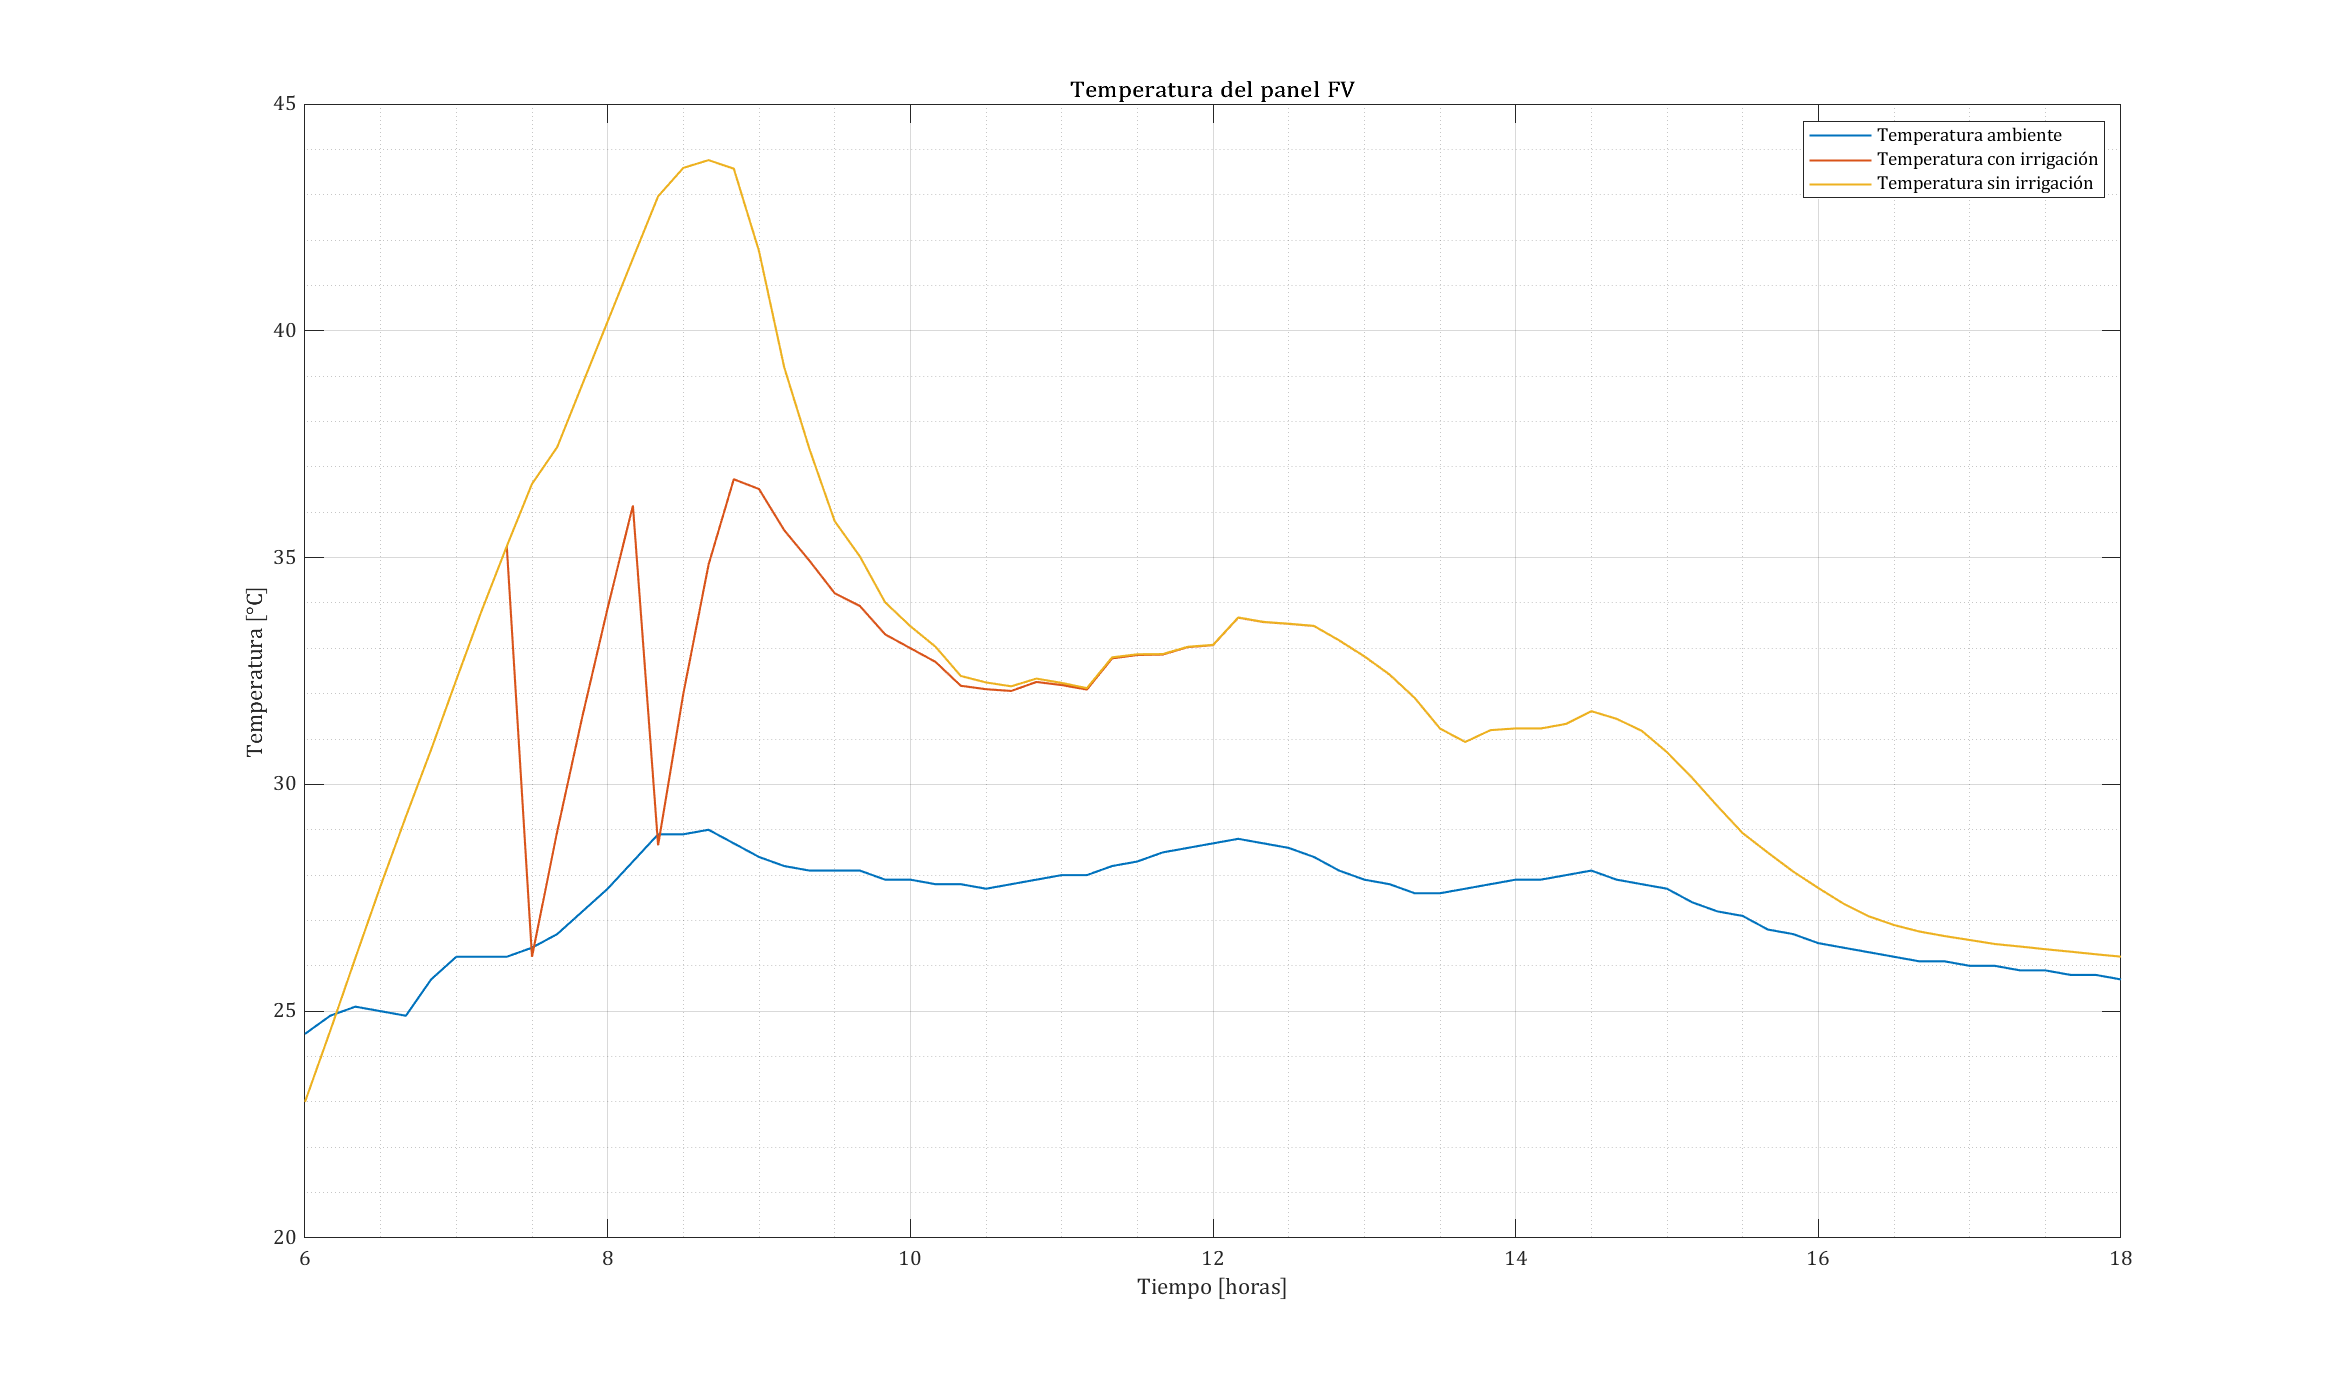 Temperatura del panel FV
45
40
35
30
25
20
Temperatura [°C]
Temperatura ambiente
Temperatura con irrigación
Temperatura sin irrigación
6 8 10 12 14 16 18
Tiempo [horas]